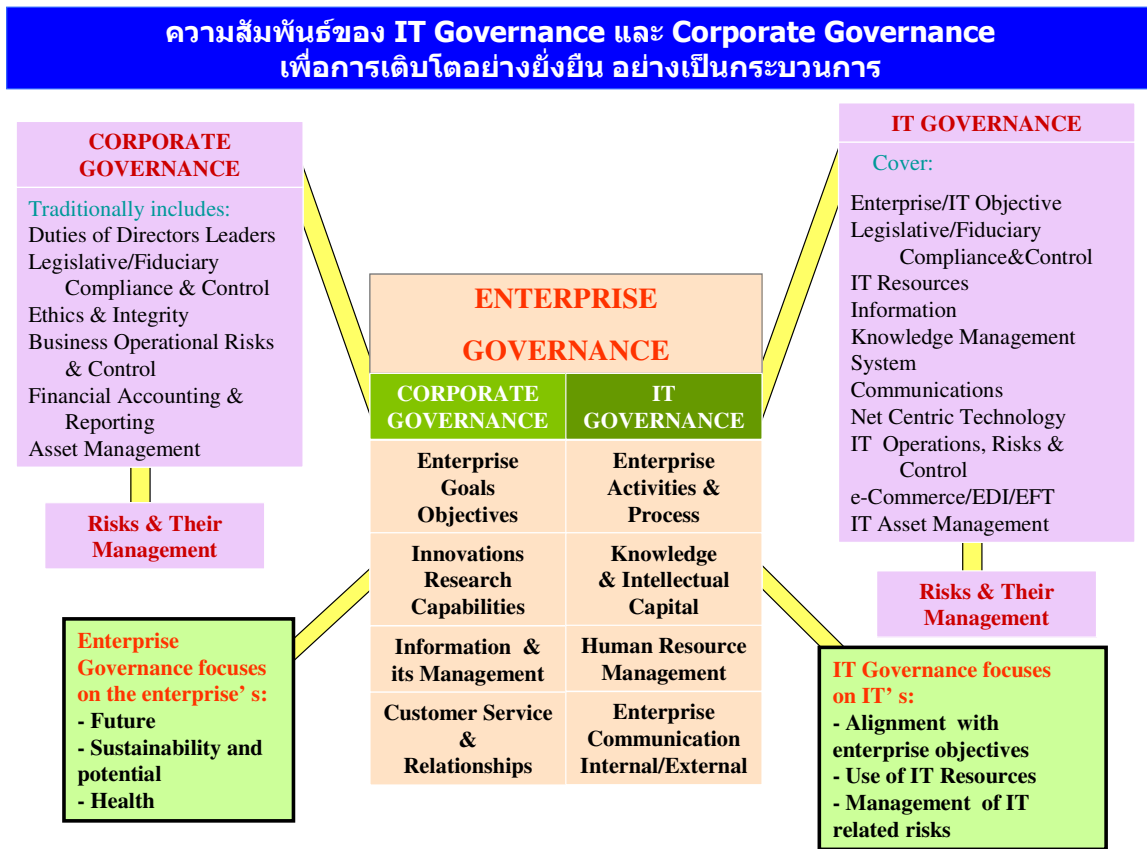 ความสัมพันธ์ของ IT Governance และ Corporate Governance
เพื่อการเติบโตอย่างยั่งยืน อย่างเป็นกระบวนการ
CORPORATE
GOVERNANCE
Traditionally includes:
Duties of Directors Leaders
Legislative/Fiduciary
Compliance & Control
Ethics & Integrity
Business Operational Risks
& Control
Financial Accounting &
Reporting
Asset Management
Risks & Their
Management
Enterprise
Governance focuses
on the enterprise' s:
- Future
- Sustainability and
potential
- Health
ENTERPRISE
GOVERNANCE
CORPORATE
GOVERNANCE
IT
GOVERNANCE
Enterprise
Goals
Objectives
Enterprise
Activities &
Process
Innovations
Research
Capabilities
Knowledge
& Intellectual
Capital
Information &
its Management
Human Resource
Management
Customer Service
&
Relationships
Enterprise
Communication
Internal/External
IT GOVERNANCE
Cover:
Enterprise/IT Objective
Legislative/Fiduciary
Compliance&Control
IT Resources
Information
Knowledge Management
System
Communications
Net Centric Technology
IT Operations, Risks &
Control
e-Commerce/EDI/EFT
IT Asset Management
Risks & Their
Management
IT Governance focuses
on IT' s:
- Alignment with
enterprise objectives
- Use of IT Resources
- Management of IT
related risks